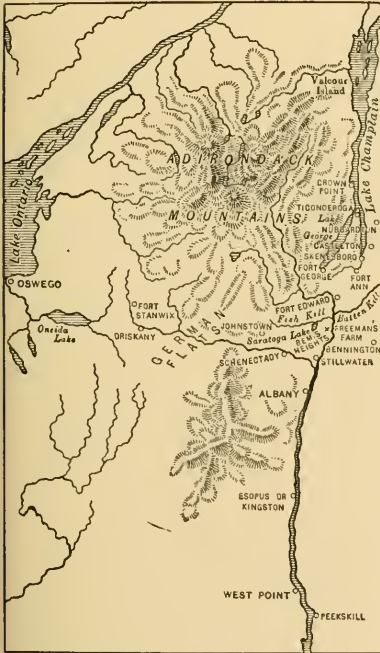 Valcour
Island
ADIRONDACK
MOUNTAINS
Lake Champlain
Lake Ontario
CROWN
POINT
TICONDEROGA
Lake
George
HUBBARDTON
CASTLETON
SKENESBORO
FORT
GEORGE
FORT
ANN
OSWEGO
FORT
STANWIX
FORT EDWARD
Batten Kill
Fish Kill
Oneida
Lake
ORISKANY
GERMAN
FLATS
JOHNSTOWN
Saratoga Lake
BEMIS
HEIGHTS
FREEMANS
FARM
BENNINGTON
SCHENECTADY
STILLWATER
ALBANY
ESOPUS OR
KINGSTON
WEST POINT
PEEKSKILL